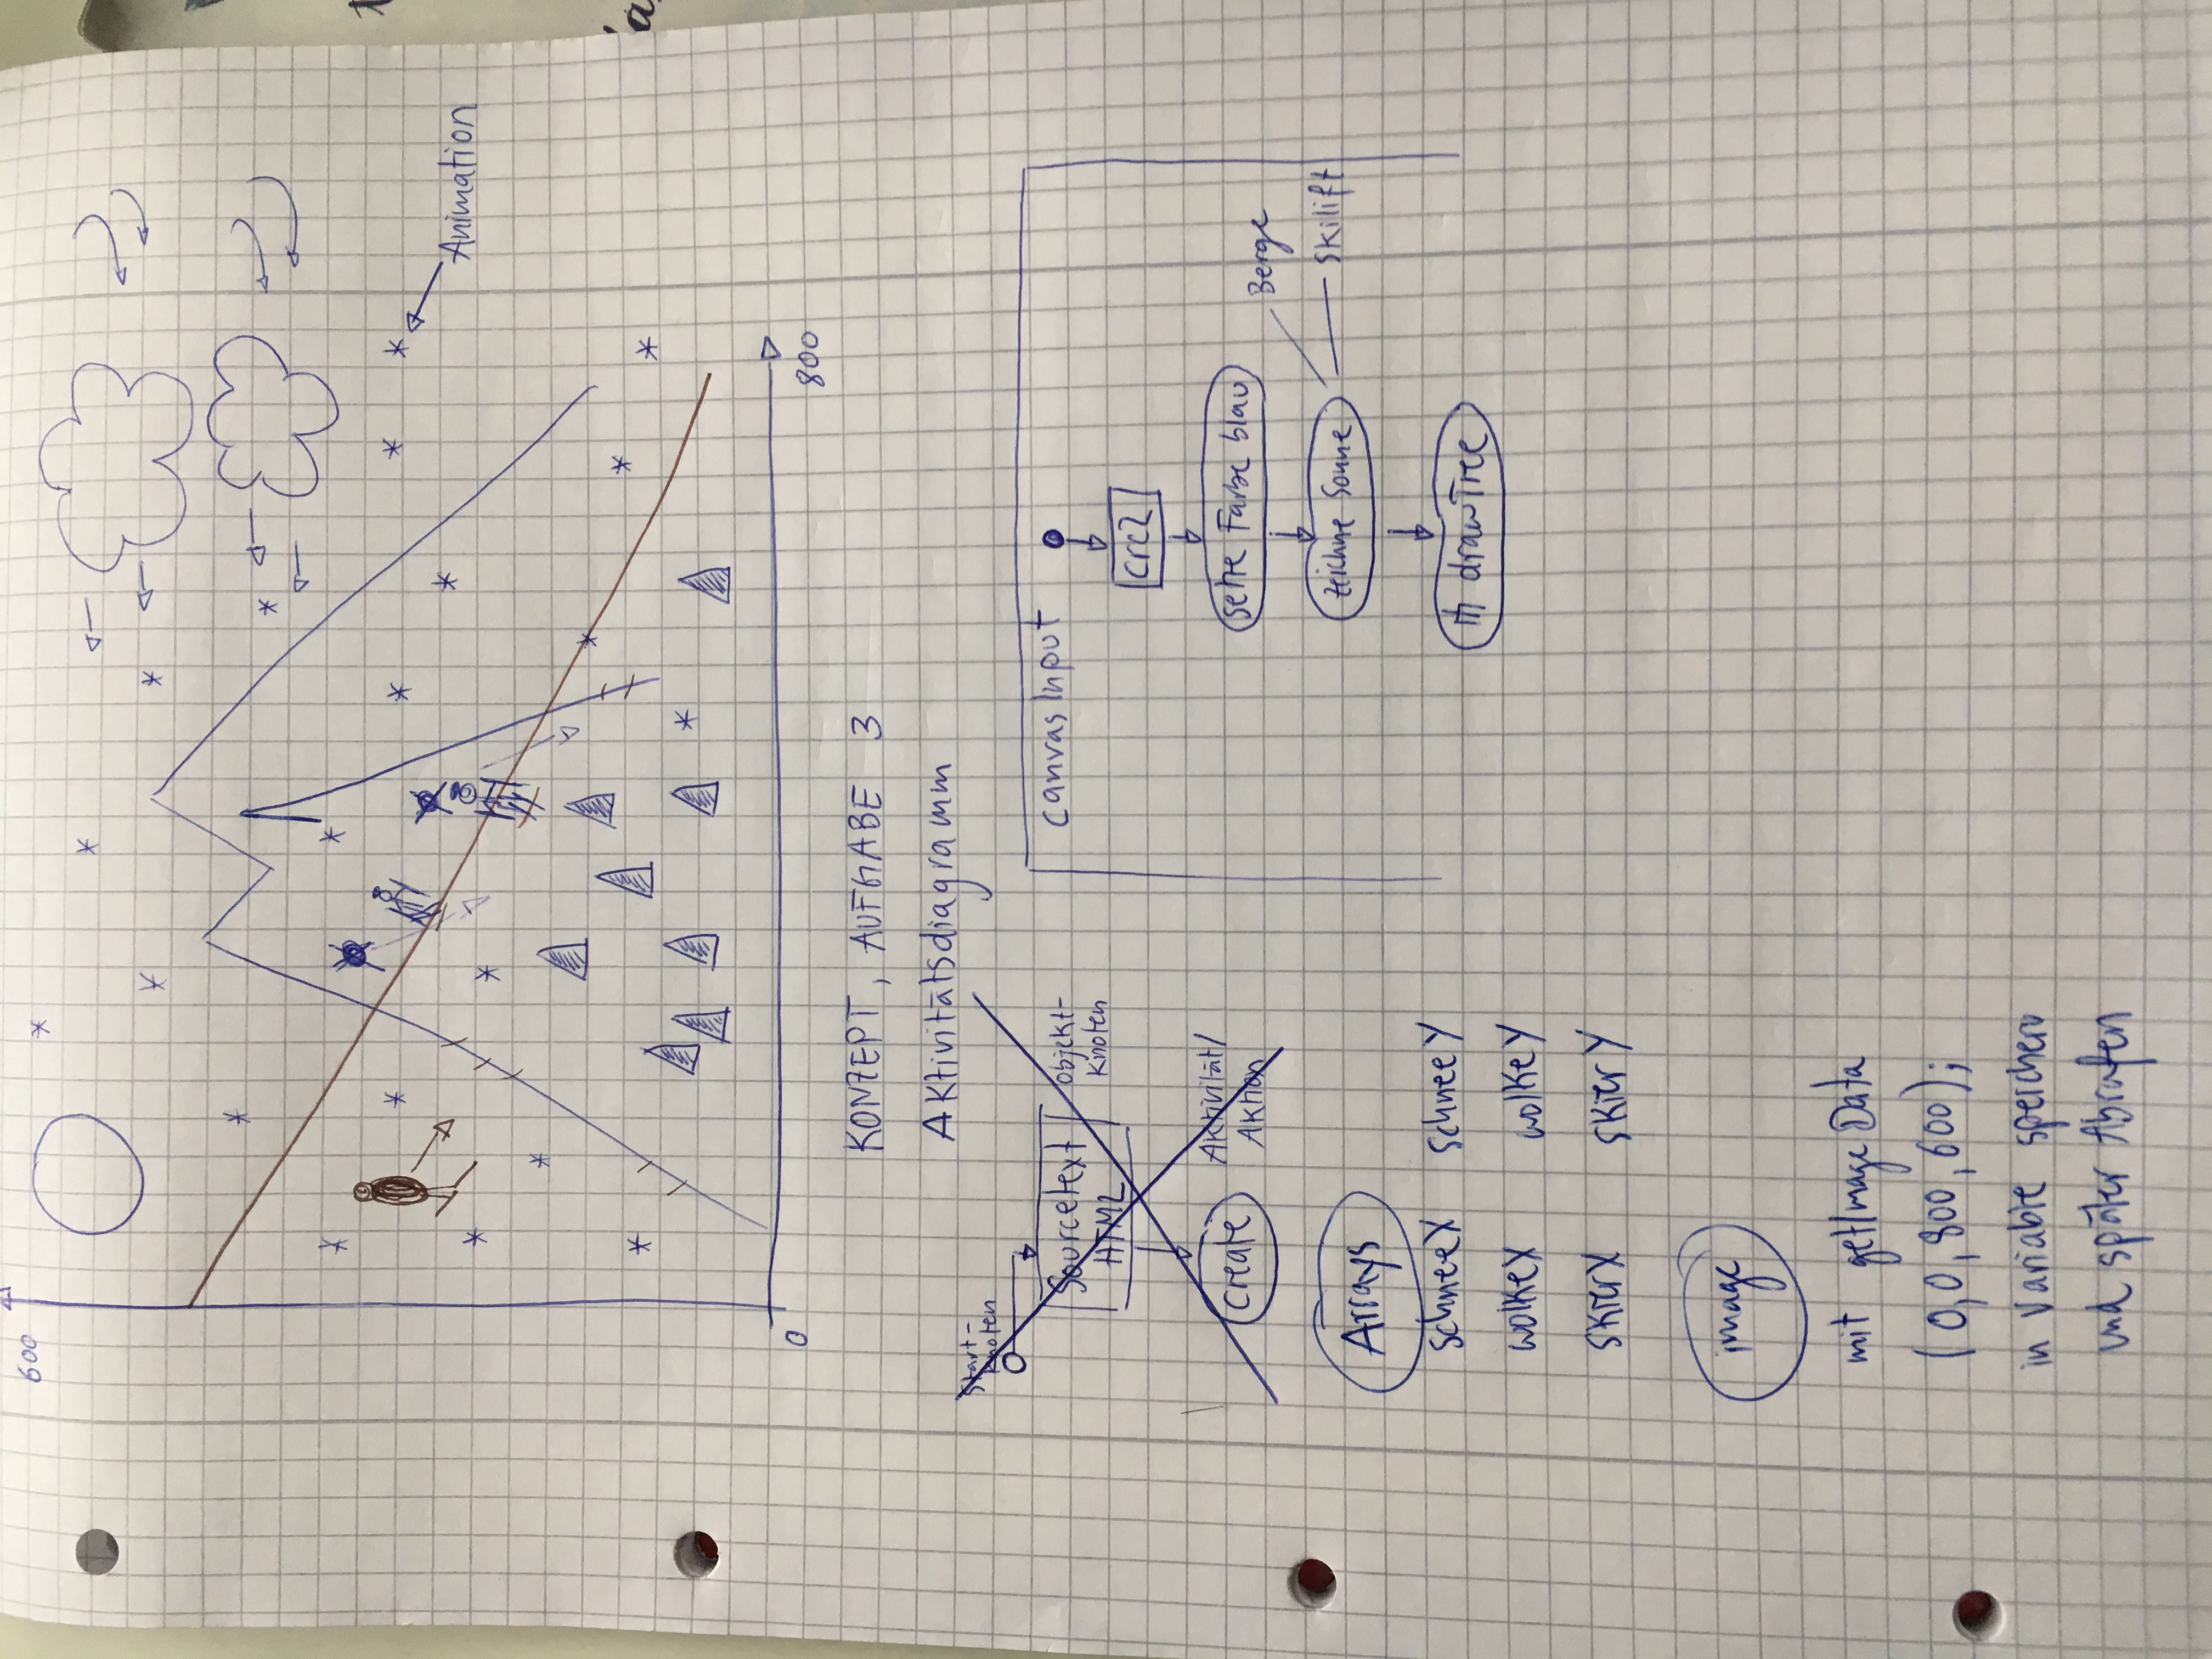 600
Animation
0
800
KONZEPT, AUFGABE 3
Aktivitätsdiagramm
Start-
Knoten
Sourcetext
HTML
Objekt-
Knoten
create
Aktivität/
Aktion
canvasInput
crc2
setze Farbe blau
zeichne Sonne
Berge
Skilift
drawTree
Arrays
schneeX schneeY
wolkeX wolkeY
skierX skierY
image
mit getImageData
(0,0,800,600);
in Variable speichern
und später Abrufen